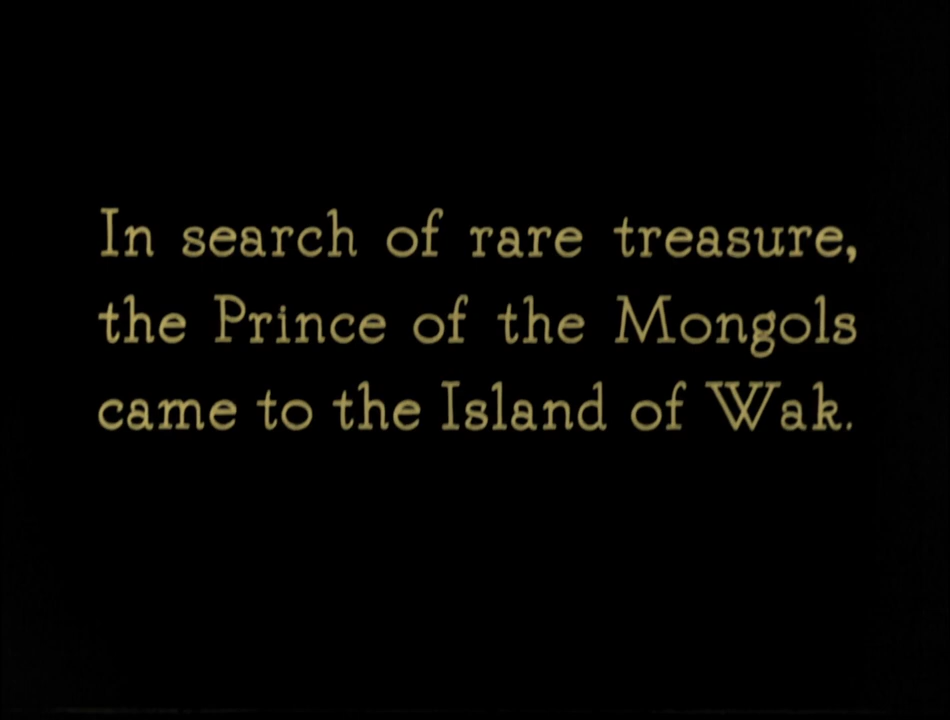 In search of rare treasure,
the Prince of the Mongols
came to the Island of Wak.